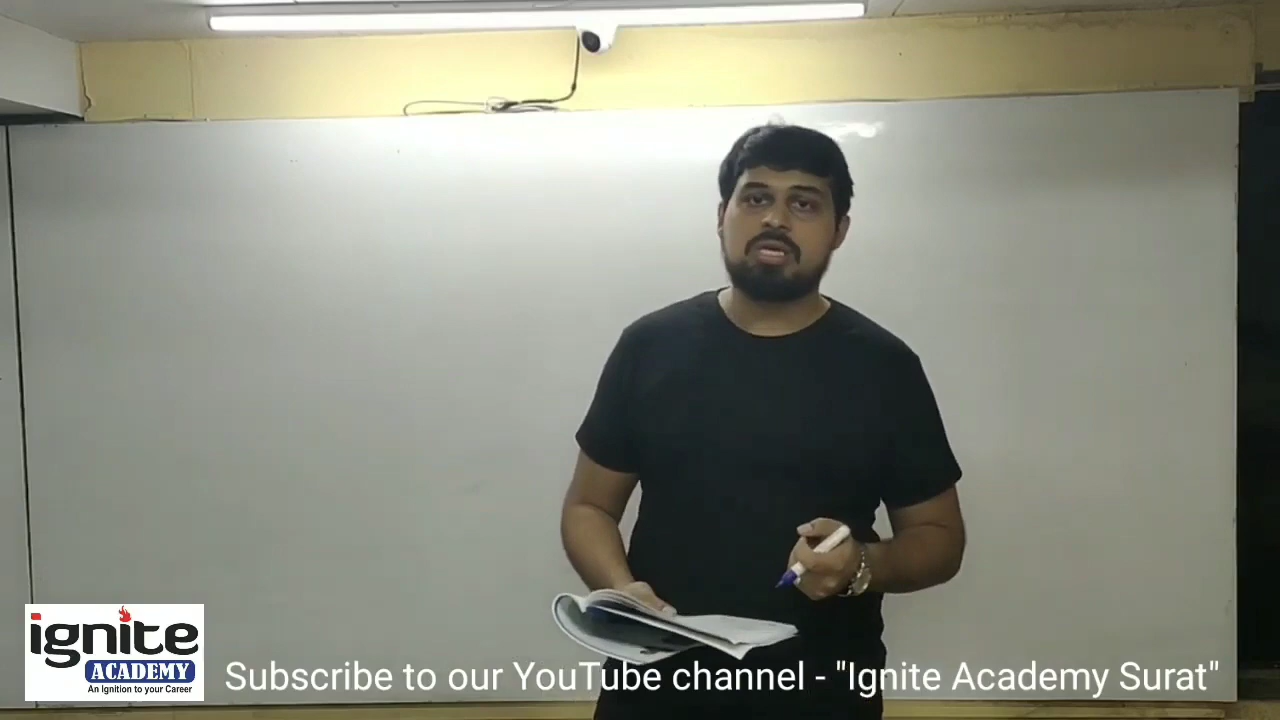 ignite
ACADEMY
An Ignition to your Career
Subscribe to our YouTube channel - "Ignite Academy Surat"